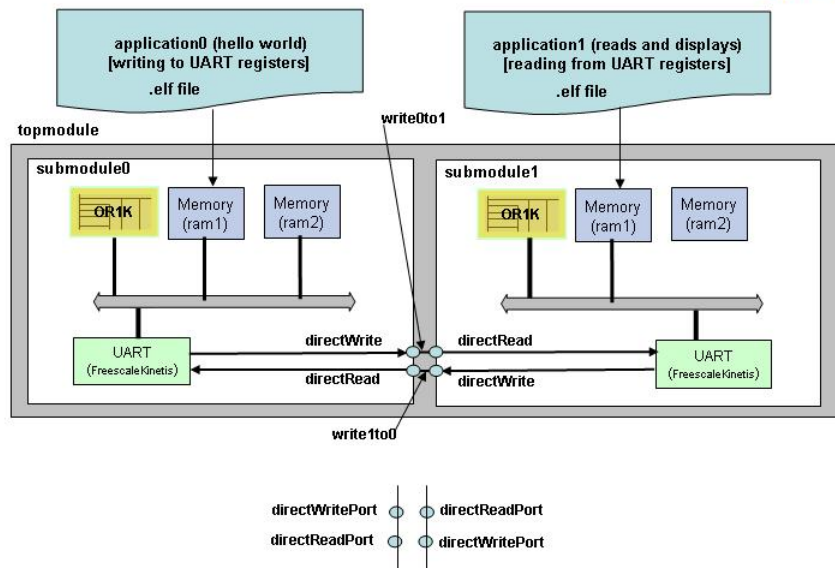 application0 (hello world)
[writing to UART registers]
.elf file
application1 (reads and displays)
[reading from UART registers]
.elf file
write0to1
topmodule
submodule0
submodule1
OR1K
Memory
(ram1)
Memory
(ram2)
OR1K
Memory
(ram1)
Memory
(ram2)
UART
(FreescaleKinetis)
directWrite
directRead
directRead
directWrite
UART
(FreescaleKinetis)
write1to0
directWritePort
directReadPort
directReadPort
directWritePort